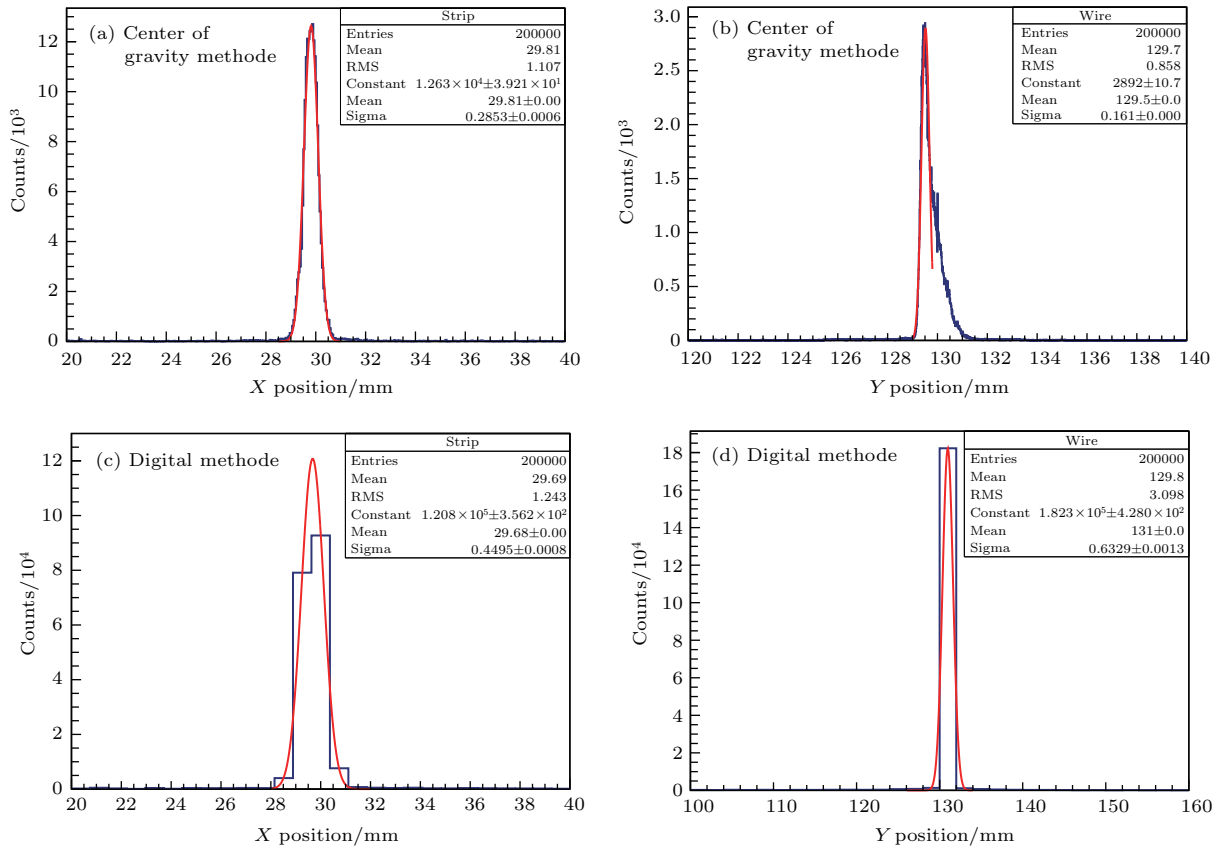 (a) Center of
gravity methode
Strip
Entries 200000
Mean 29.81
RMS 1.107
Constant 1.263×10⁴±3.921×10¹
Mean 29.81±0.00
Sigma 0.2853±0.0006
Counts/10³
12
10
8
6
4
2
0
20 22 24 26 28 30 32 34 36 38 40
X position/mm
(b) Center of
gravity methode
Wire
Entries 200000
Mean 129.7
RMS 0.858
Constant 2892±10.7
Mean 129.5±0.0
Sigma 0.161±0.000
Counts/10³
3.0
2.5
2.0
1.5
1.0
0.5
0
120 122 124 126 128 130 132 134 136 138 140
Y position/mm
(c) Digital methode
Strip
Entries 200000
Mean 29.69
RMS 1.243
Constant 1.208×10⁵±3.562×10²
Mean 29.68±0.00
Sigma 0.4495±0.0008
Counts/10⁴
12
10
8
6
4
2
0
20 22 24 26 28 30 32 34 36 38 40
X position/mm
(d) Digital methode
Wire
Entries 200000
Mean 129.8
RMS 3.098
Constant 1.823×10⁵±4.280×10²
Mean 131±0.0
Sigma 0.6329±0.0013
Counts/10⁴
18
16
14
12
10
8
6
4
2
0
100 110 120 130 140 150 160
Y position/mm